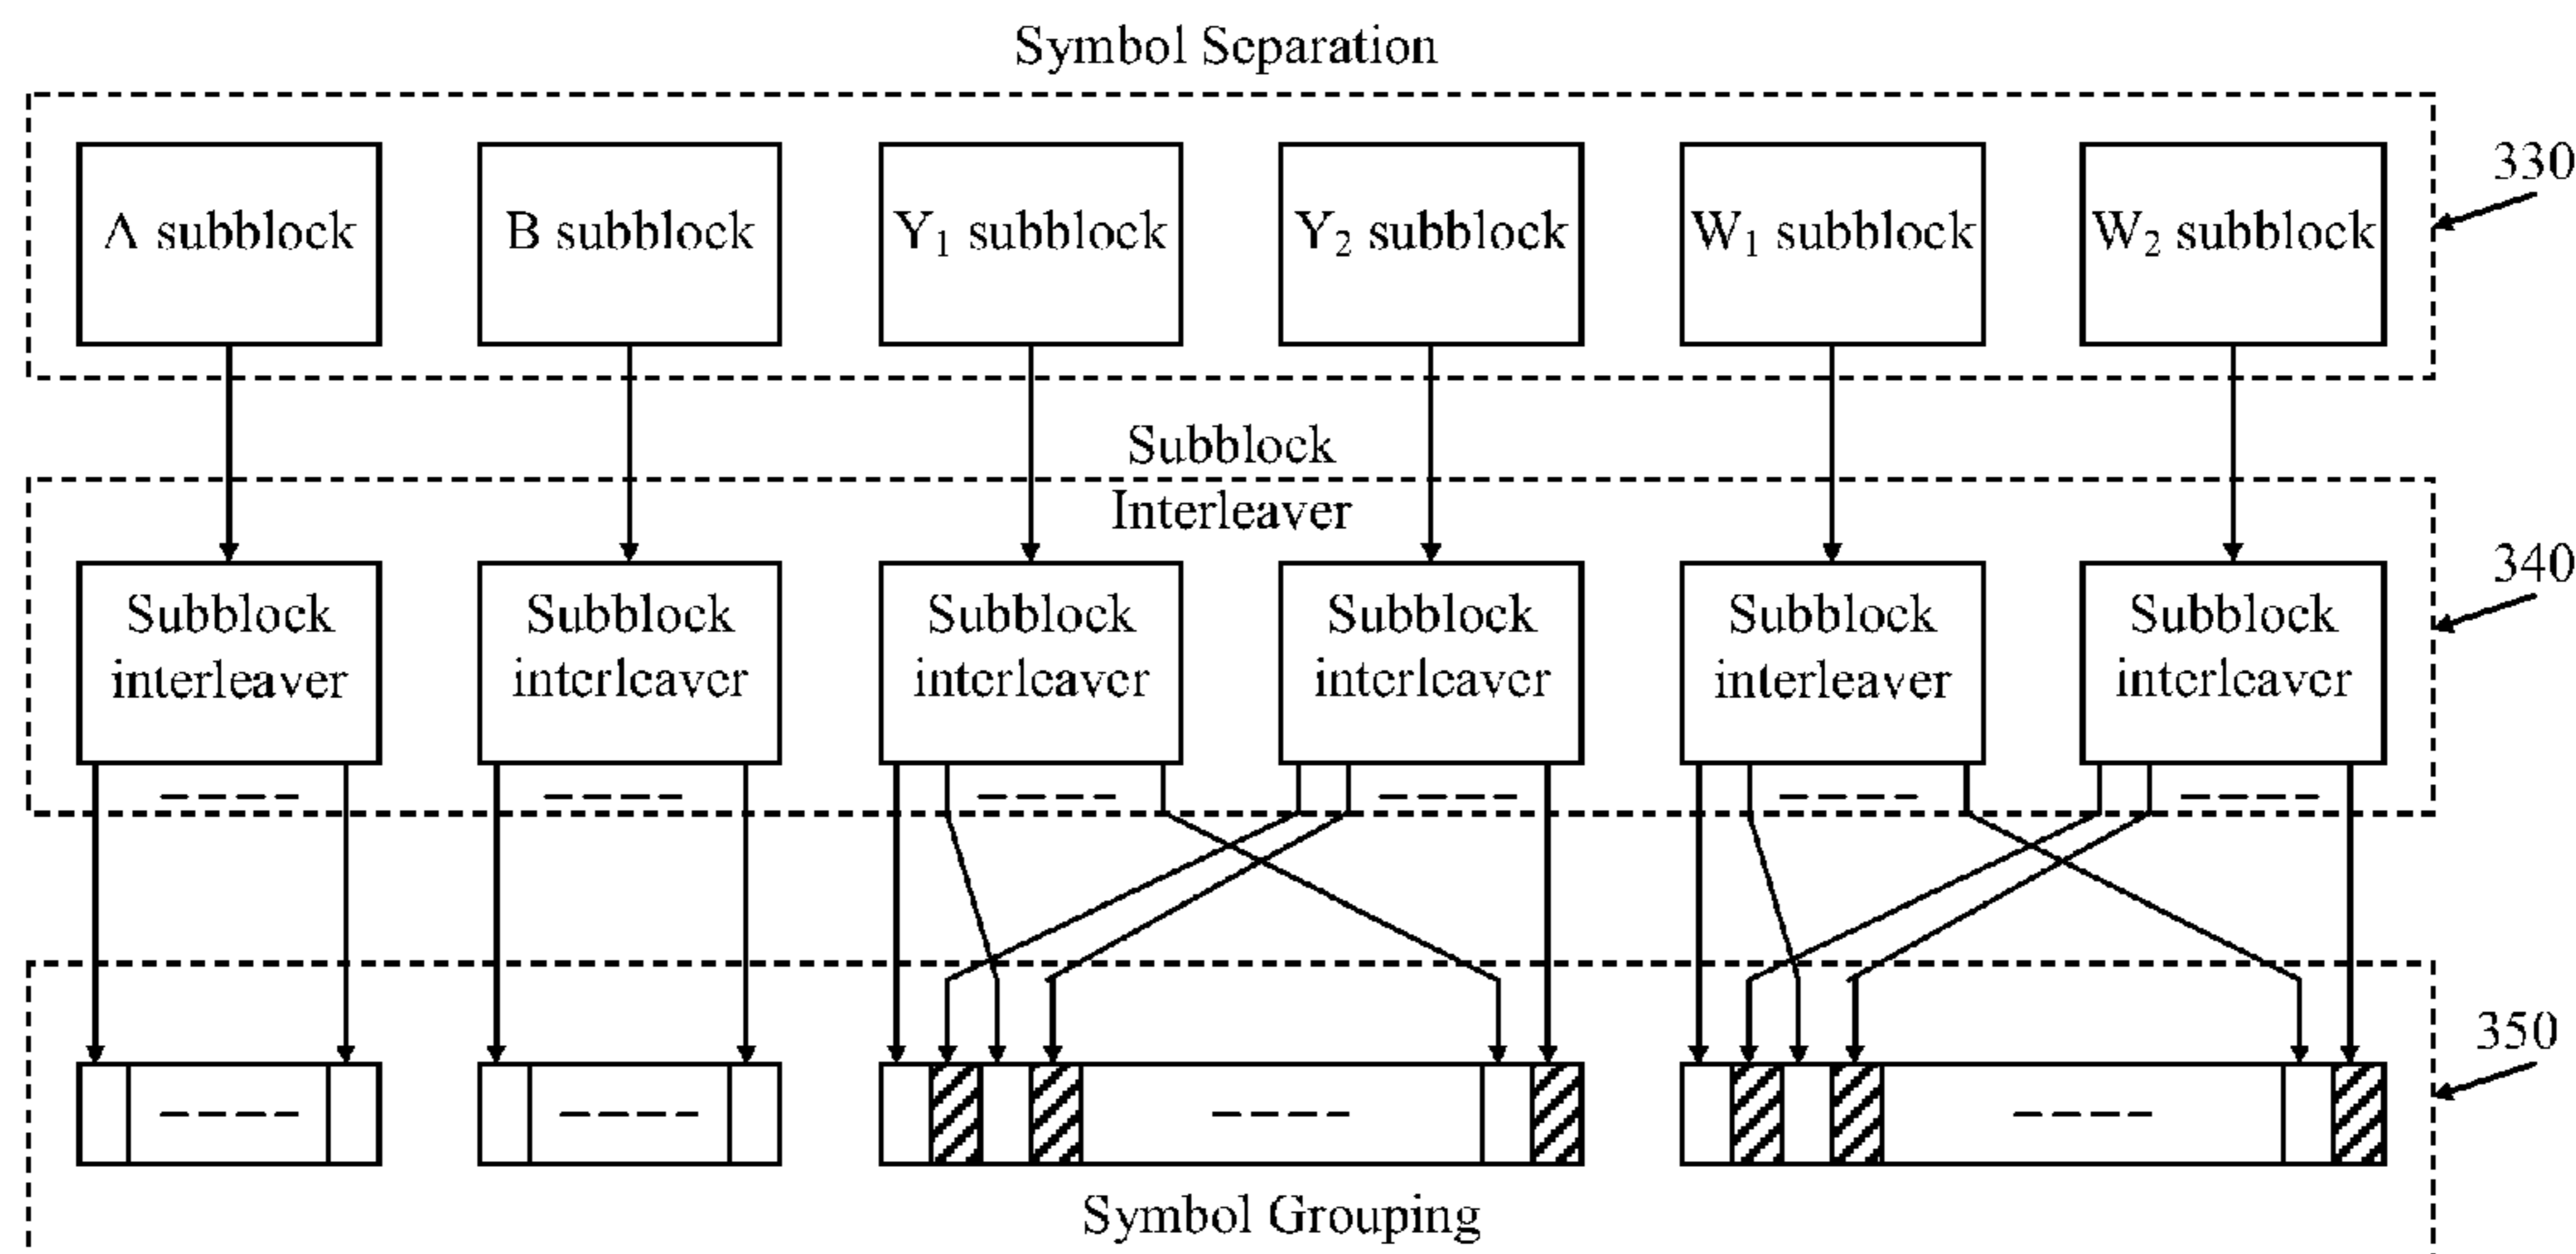 Symbol Separation
A subblock
B subblock
Y₁ subblock
Y₂ subblock
W₁ subblock
W₂ subblock
330
Subblock
Interleaver
Subblock
interleaver
Subblock
interleaver
Subblock
interleaver
Subblock
interleaver
Subblock
interleaver
Subblock
interleaver
340
350
Symbol Grouping